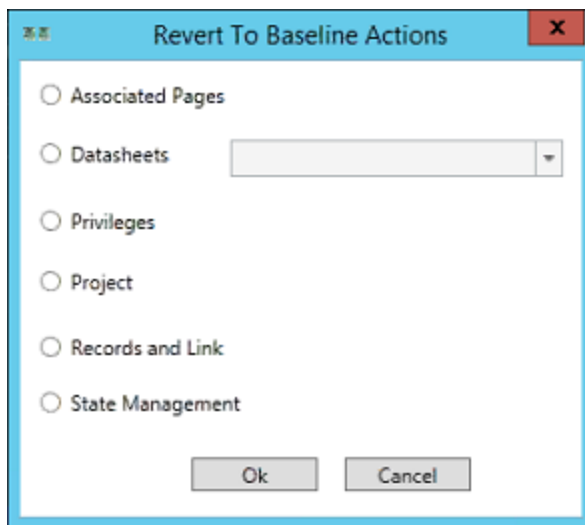 Revert To Baseline Actions
Associated Pages
Datasheets
Privileges
Project
Records and Link
State Management
Ok Cancel